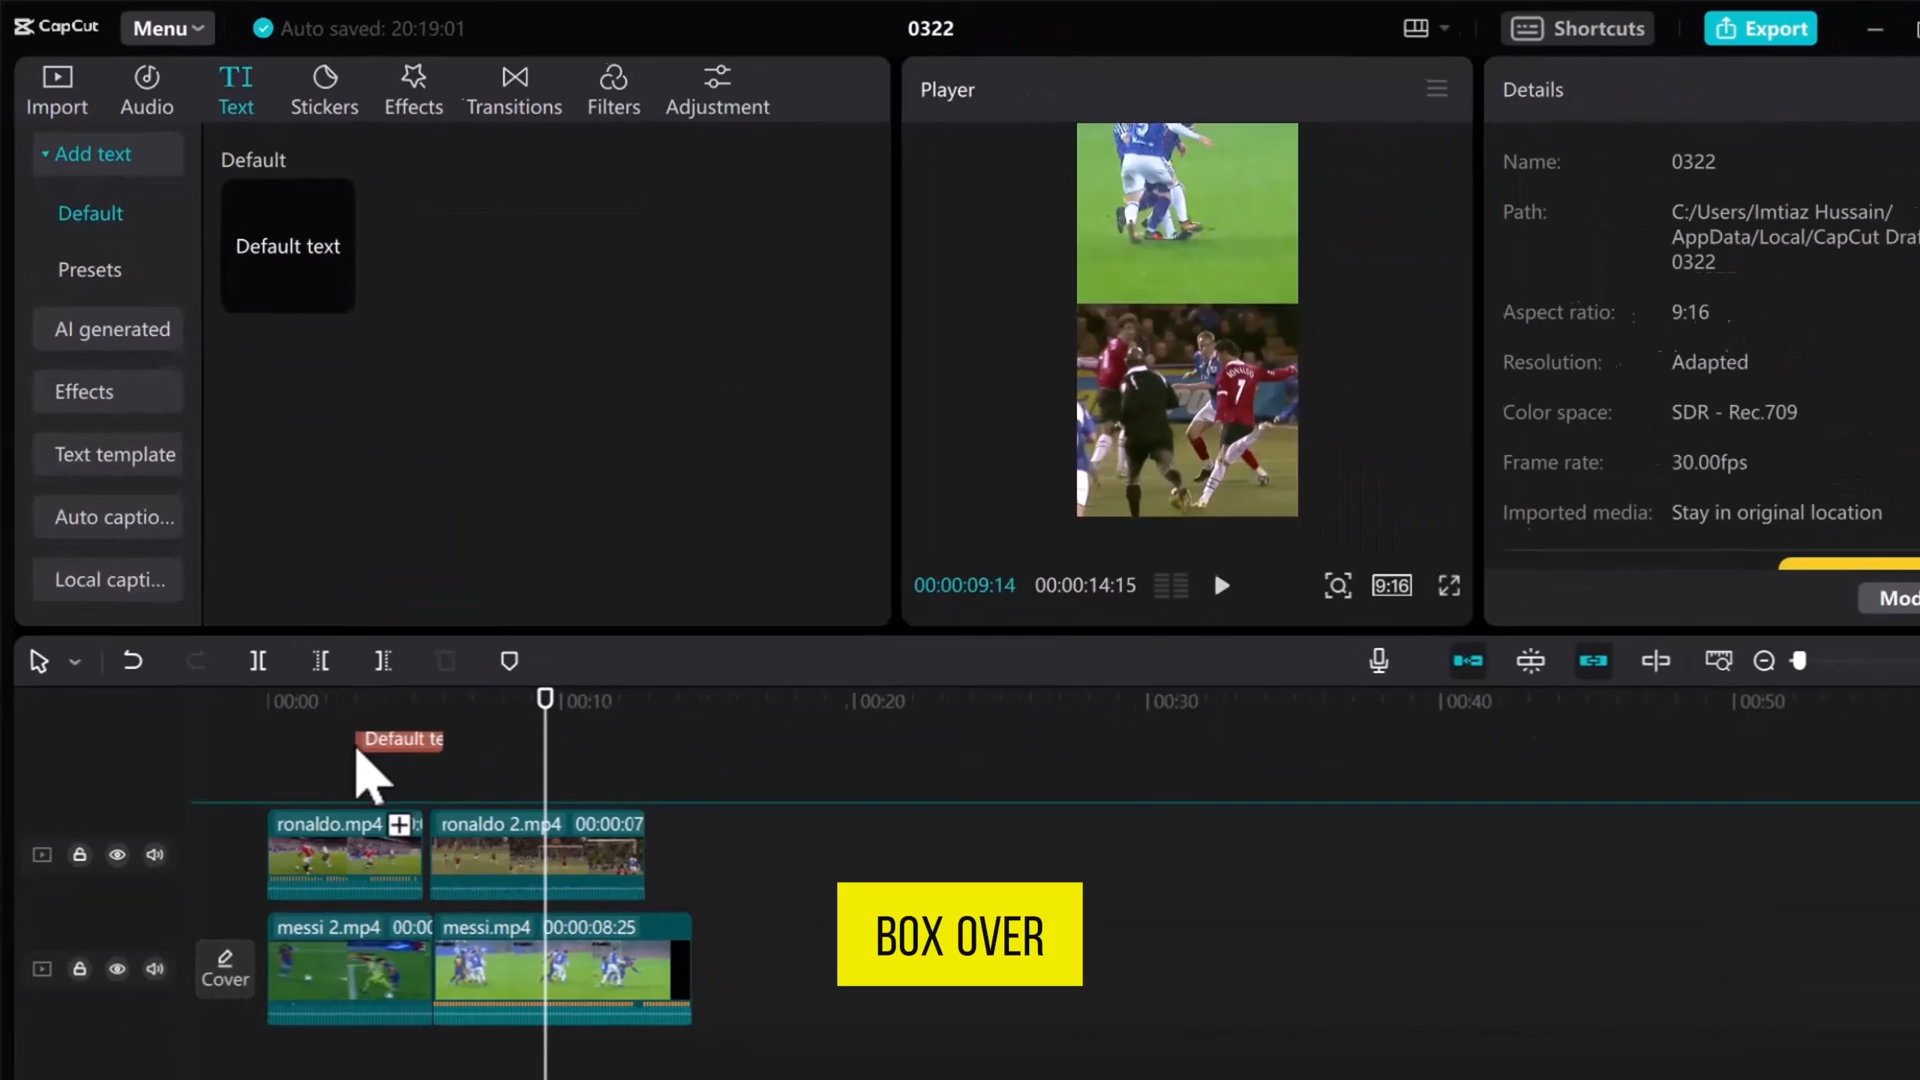 CapCut
Menu
Auto saved: 20:19:01
0322
Shortcuts
Export
Import
Audio
TI
Text
Stickers
Effects
Transitions
Filters
Adjustment
Add text
Default
Presets
AI generated
Effects
Text template
Auto captio...
Local capti...
Default
Default text
Player
RONALDO
7
00:00:09:14
00:00:14:15
9:16
Details
Name: 0322
Path: C:/Users/Imtiaz Hussain/
AppData/Local/CapCut Draf
0322
Aspect ratio: 9:16
Resolution: Adapted
Color space: SDR - Rec.709
Frame rate: 30.00fps
Imported media: Stay in original location
Mod
00:00
00:10
00:20
00:30
00:40
00:50
Default te
ronaldo.mp4
ronaldo 2.mp4 00:00:07
messi 2.mp4 00:00
messi.mp4 00:00:08:25
Cover
BOX OVER